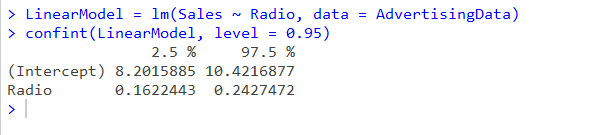 > LinearModel = lm(Sales ~ Radio, data = AdvertisingData)
> confint(LinearModel, level = 0.95)
2.5 % 97.5 %
(Intercept) 8.2015885 10.4216877
Radio 0.1622443 0.2427472
>